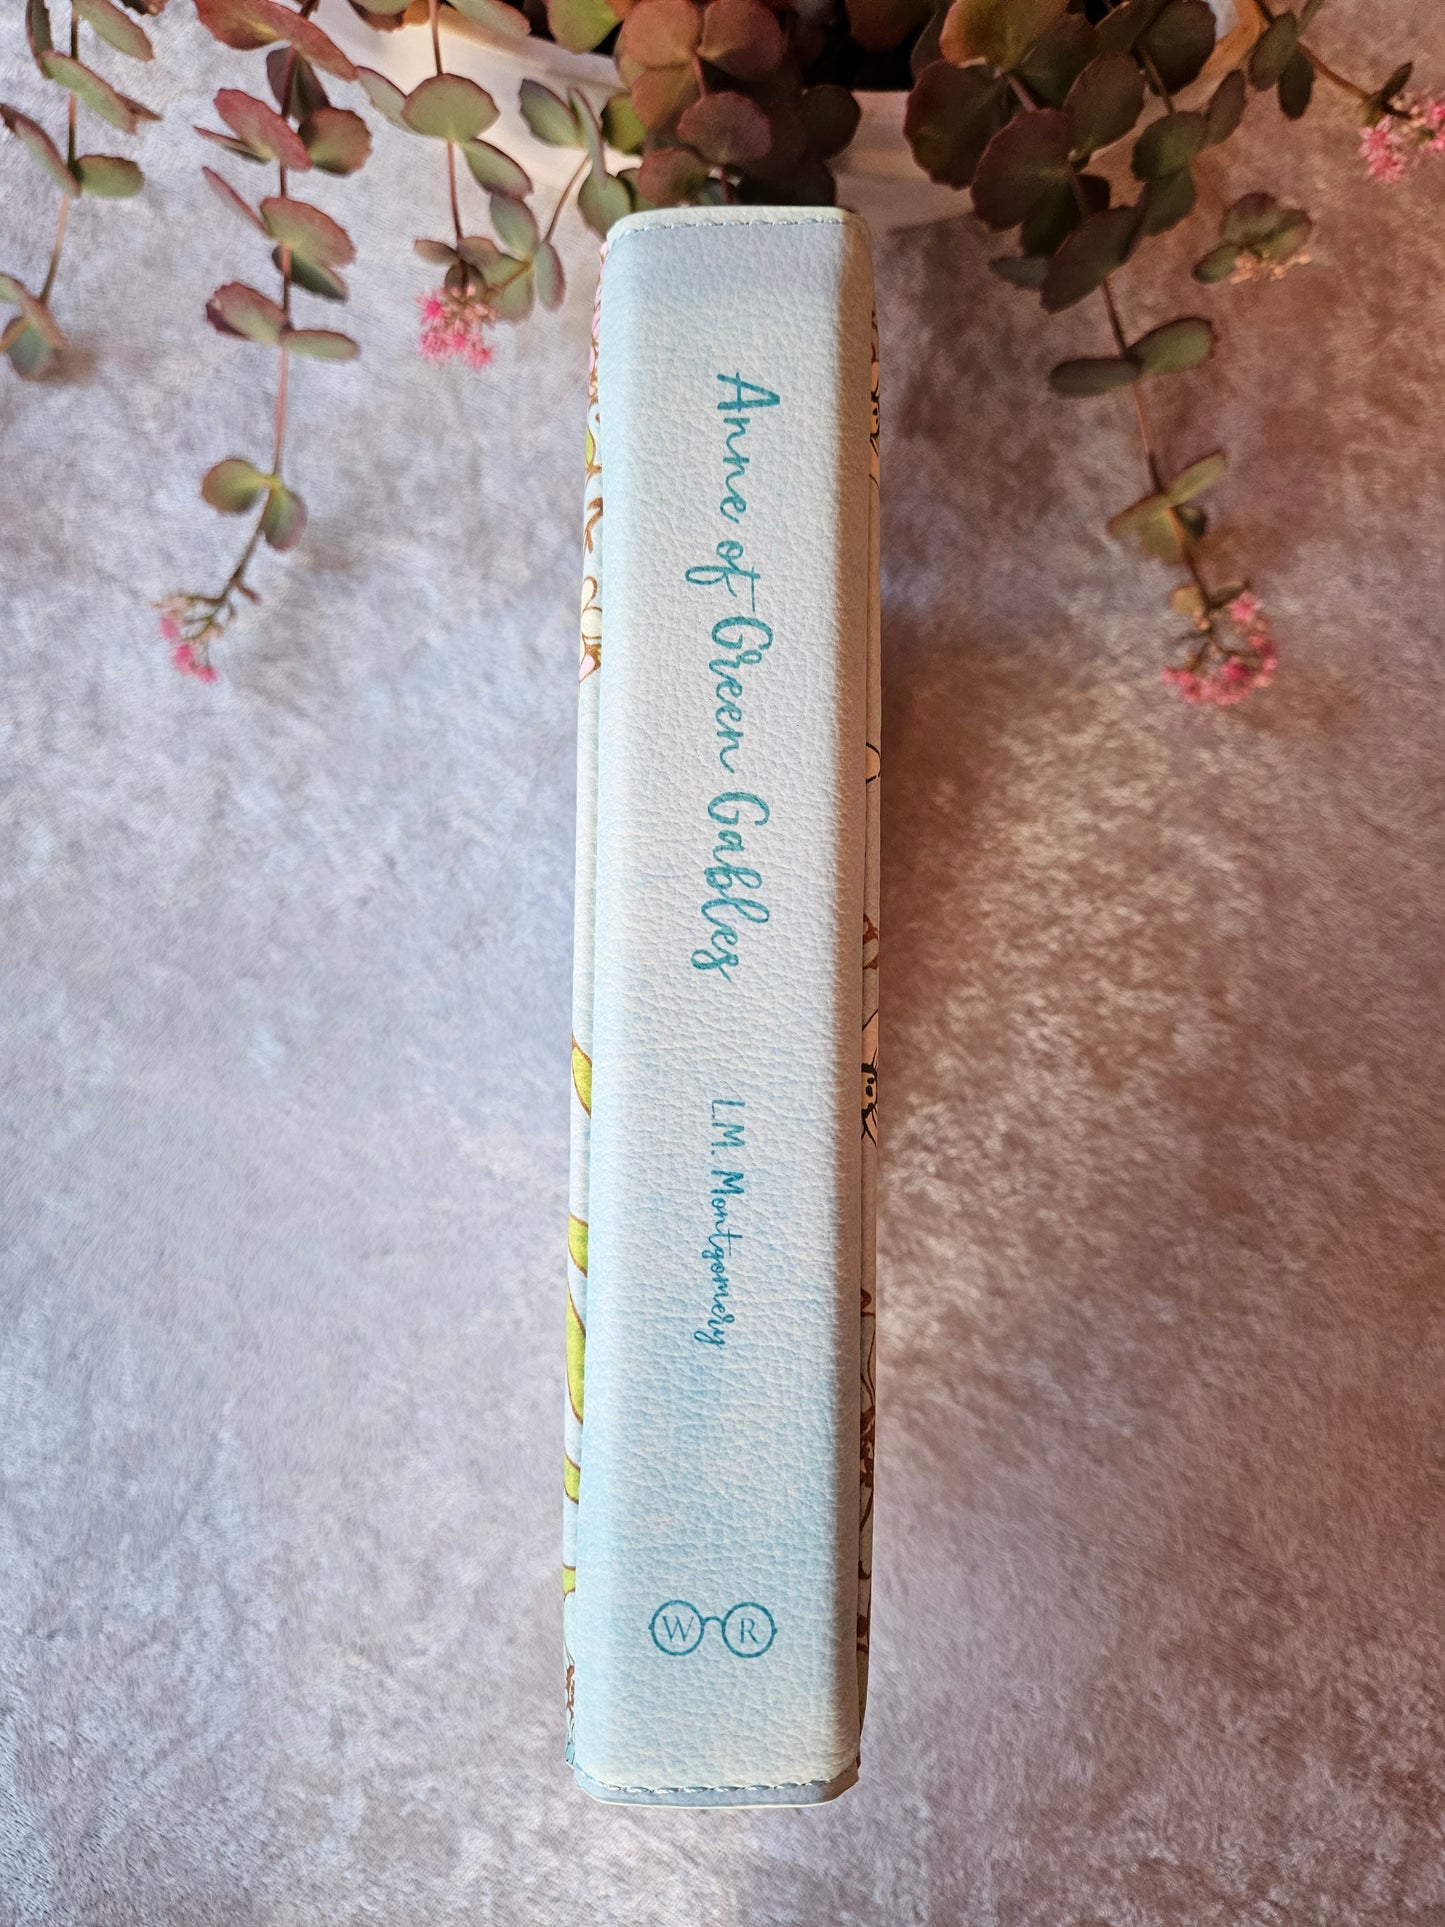 Anne of Green Gables
L.M. Montgomery
W R